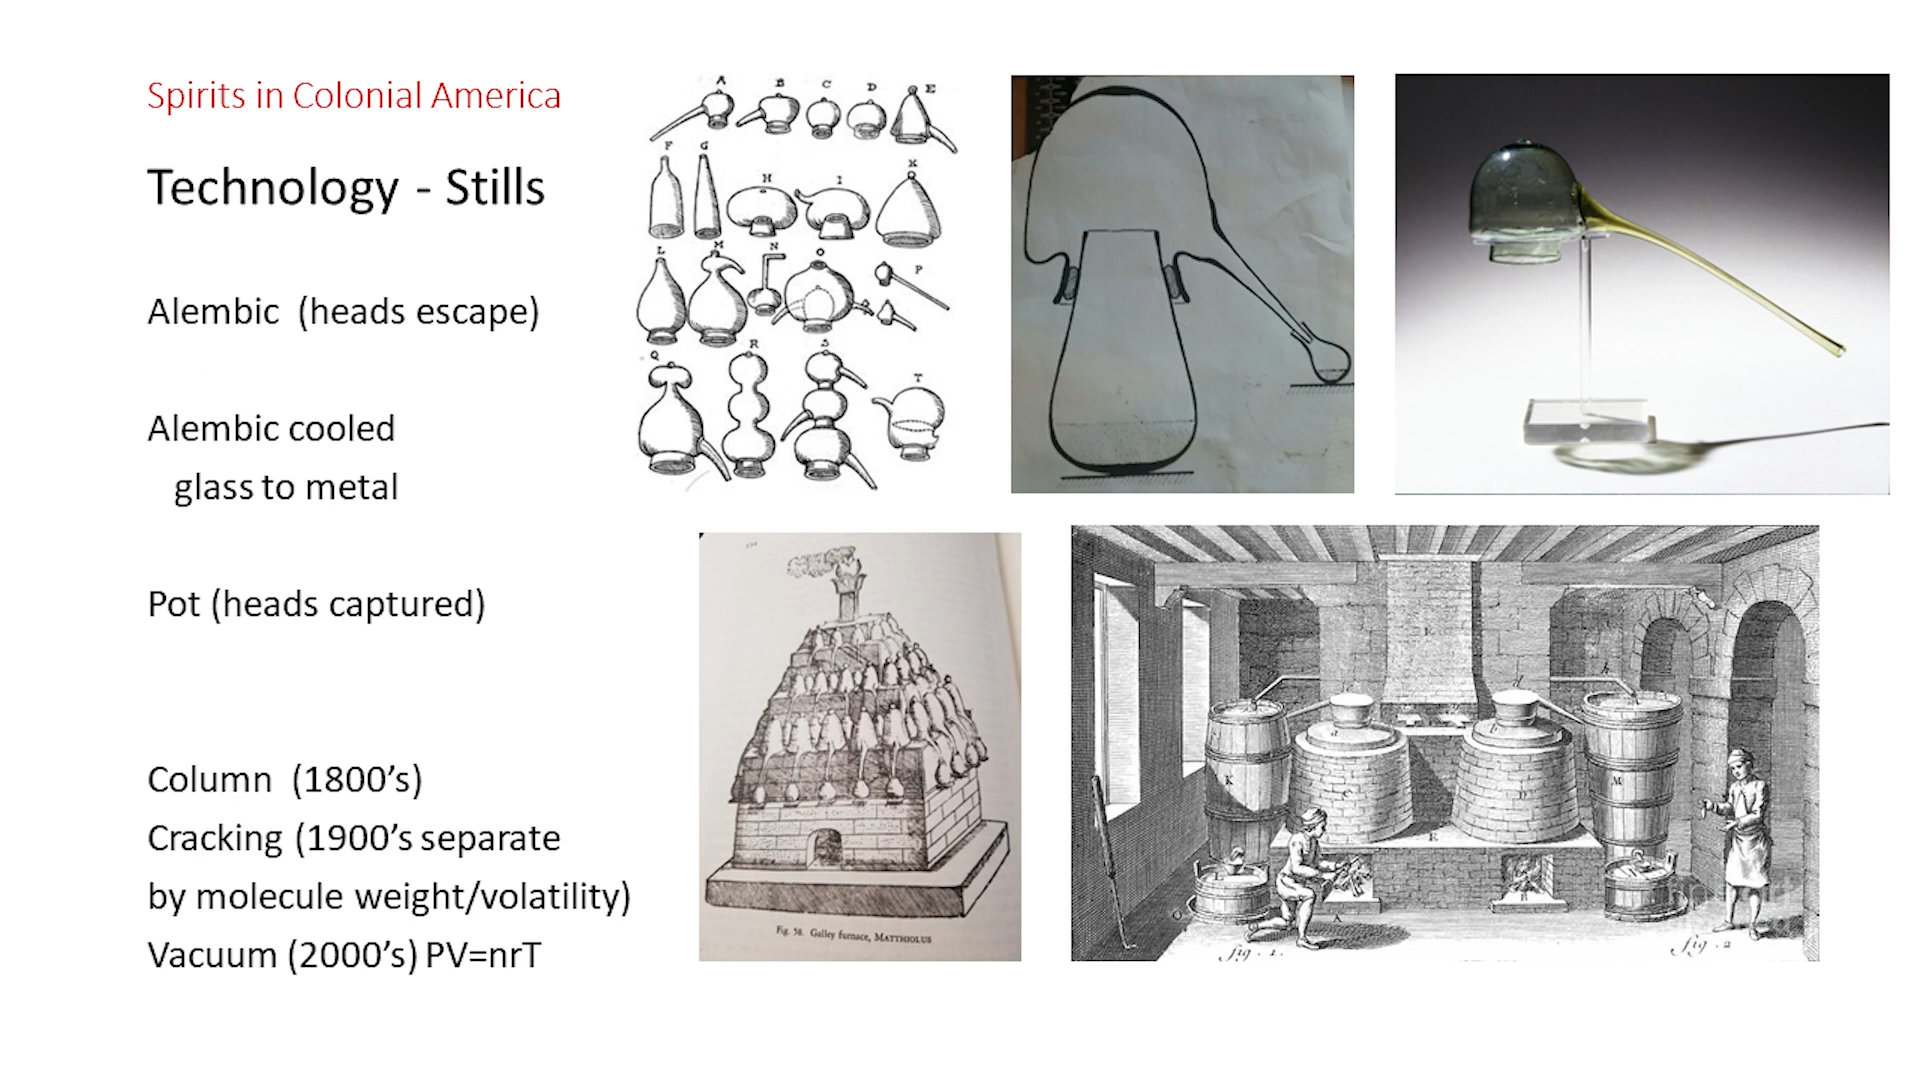 Spirits in Colonial America
Technology - Stills
Alembic (heads escape)
Alembic cooled
glass to metal
Pot (heads captured)
Column (1800's)
Cracking (1900's separate
by molecule weight/volatility)
Vacuum (2000's) PV=nrT
A B C D E
F G H I K
L M N O P
Q R S T
Fig. 58. Galley furnace, MATTHIOLUS
c d h
a b
K C D M
R
A B
fig. 1. fig. 2